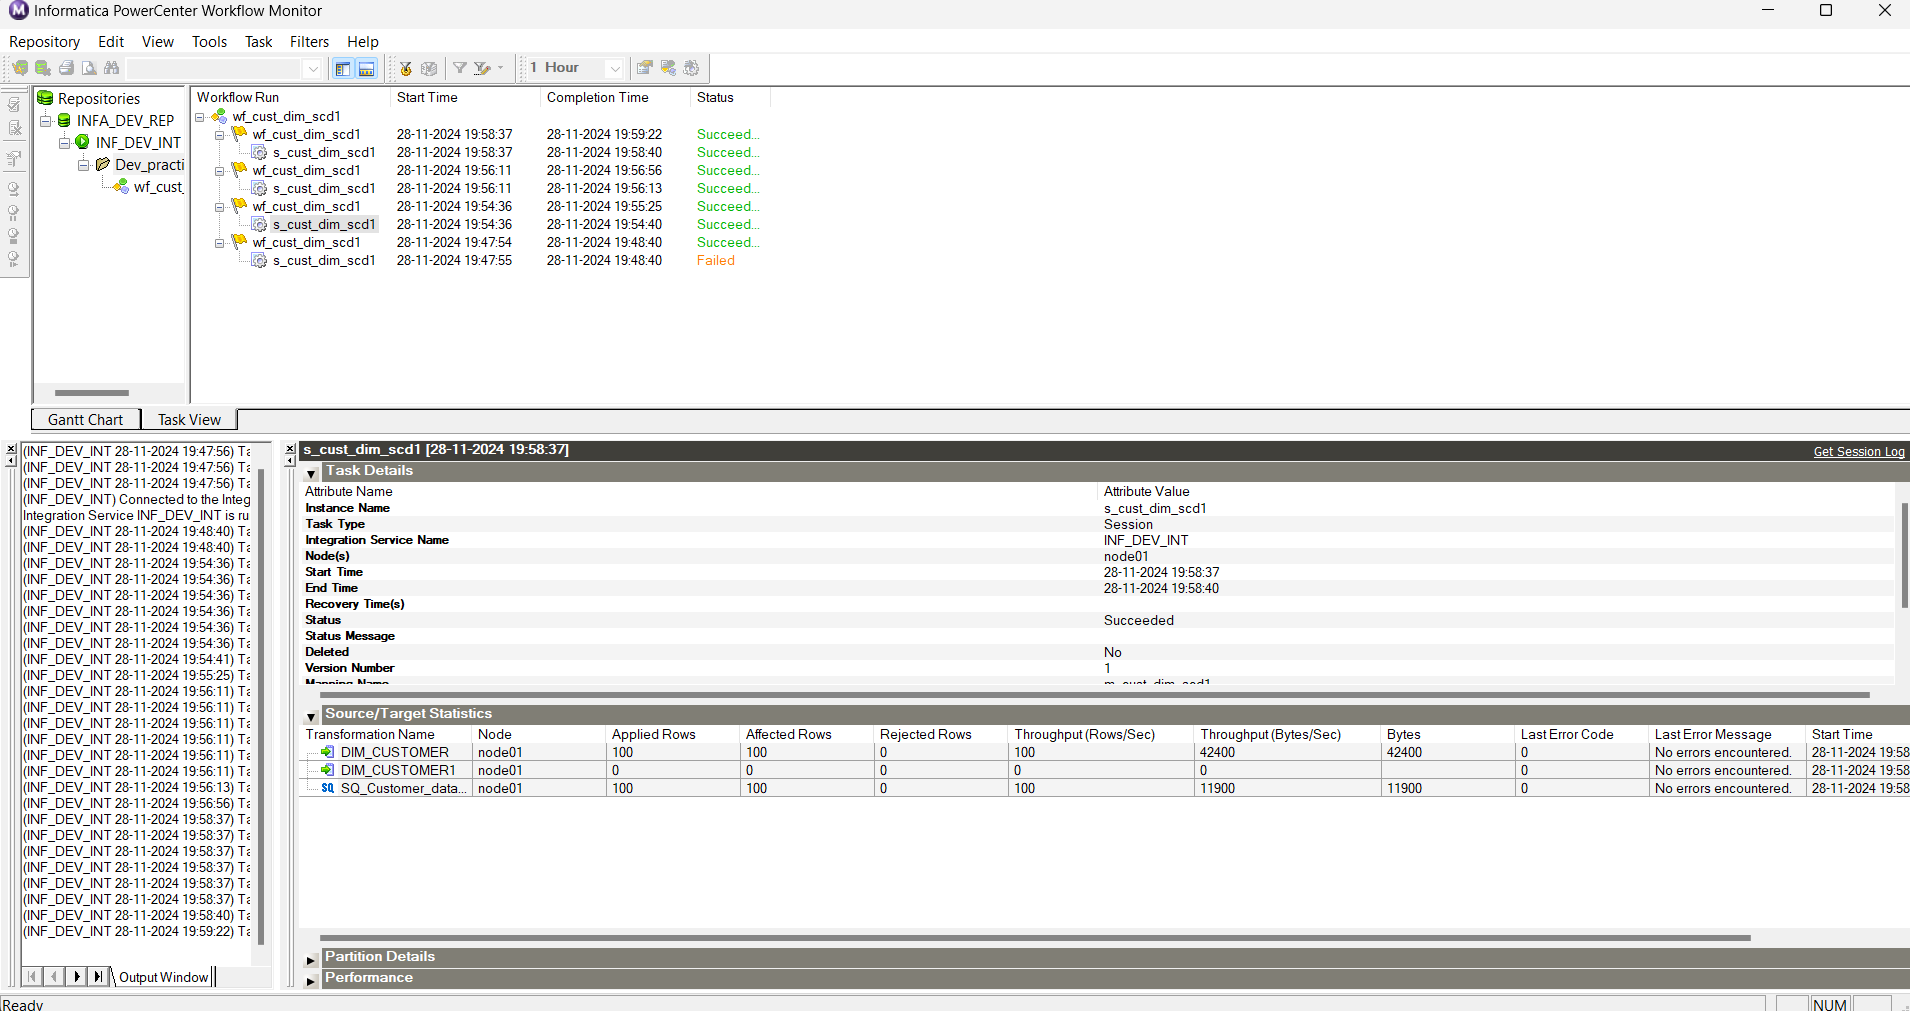 Informatica PowerCenter Workflow Monitor
Repository Edit View Tools Task Filters Help
1 Hour
Repositories
INFA_DEV_REP
INF_DEV_INT
Dev_practi
wf_cust_
Workflow Run Start Time Completion Time Status
wf_cust_dim_scd1
wf_cust_dim_scd1 28-11-2024 19:58:37 28-11-2024 19:59:22 Succeed...
s_cust_dim_scd1 28-11-2024 19:58:37 28-11-2024 19:58:40 Succeed...
wf_cust_dim_scd1 28-11-2024 19:56:11 28-11-2024 19:56:56 Succeed...
s_cust_dim_scd1 28-11-2024 19:56:11 28-11-2024 19:56:13 Succeed...
wf_cust_dim_scd1 28-11-2024 19:54:36 28-11-2024 19:55:25 Succeed...
s_cust_dim_scd1 28-11-2024 19:54:36 28-11-2024 19:54:40 Succeed...
wf_cust_dim_scd1 28-11-2024 19:47:54 28-11-2024 19:48:40 Succeed...
s_cust_dim_scd1 28-11-2024 19:47:55 28-11-2024 19:48:40 Failed
Gantt Chart Task View
(INF_DEV_INT 28-11-2024 19:47:56) Ta
(INF_DEV_INT 28-11-2024 19:47:56) Ta
(INF_DEV_INT 28-11-2024 19:47:56) Ta
(INF_DEV_INT) Connected to the Integ
Integration Service INF_DEV_INT is ru
(INF_DEV_INT 28-11-2024 19:48:40) Ta
(INF_DEV_INT 28-11-2024 19:48:40) Ta
(INF_DEV_INT 28-11-2024 19:54:36) Ta
(INF_DEV_INT 28-11-2024 19:54:36) Ta
(INF_DEV_INT 28-11-2024 19:54:36) Ta
(INF_DEV_INT 28-11-2024 19:54:36) Ta
(INF_DEV_INT 28-11-2024 19:54:36) Ta
(INF_DEV_INT 28-11-2024 19:54:36) Ta
(INF_DEV_INT 28-11-2024 19:54:41) Ta
(INF_DEV_INT 28-11-2024 19:55:25) Ta
(INF_DEV_INT 28-11-2024 19:56:11) Ta
(INF_DEV_INT 28-11-2024 19:56:11) Ta
(INF_DEV_INT 28-11-2024 19:56:11) Ta
(INF_DEV_INT 28-11-2024 19:56:11) Ta
(INF_DEV_INT 28-11-2024 19:56:11) Ta
(INF_DEV_INT 28-11-2024 19:56:11) Ta
(INF_DEV_INT 28-11-2024 19:56:13) Ta
(INF_DEV_INT 28-11-2024 19:56:56) Ta
(INF_DEV_INT 28-11-2024 19:58:37) Ta
(INF_DEV_INT 28-11-2024 19:58:37) Ta
(INF_DEV_INT 28-11-2024 19:58:37) Ta
(INF_DEV_INT 28-11-2024 19:58:37) Ta
(INF_DEV_INT 28-11-2024 19:58:37) Ta
(INF_DEV_INT 28-11-2024 19:58:37) Ta
(INF_DEV_INT 28-11-2024 19:58:40) Ta
(INF_DEV_INT 28-11-2024 19:59:22) Ta
Output Window
s_cust_dim_scd1 [28-11-2024 19:58:37] Get Session Log
Task Details
Attribute Name Attribute Value
Instance Name s_cust_dim_scd1
Task Type Session
Integration Service Name INF_DEV_INT
Node(s) node01
Start Time 28-11-2024 19:58:37
End Time 28-11-2024 19:58:40
Recovery Time(s)
Status Succeeded
Status Message
Deleted No
Version Number 1
Mapping Name m_cust_dim_scd1
Source/Target Statistics
Transformation Name Node Applied Rows Affected Rows Rejected Rows Throughput (Rows/Sec) Throughput (Bytes/Sec) Bytes Last Error Code Last Error Message Start Time
DIM_CUSTOMER node01 100 100 0 100 42400 42400 0 No errors encountered. 28-11-2024 19:58
DIM_CUSTOMER1 node01 0 0 0 0 0 0 No errors encountered. 28-11-2024 19:58
SQ_Customer_data... node01 100 100 0 100 11900 11900 0 No errors encountered. 28-11-2024 19:58
Partition Details
Performance
Ready NUM